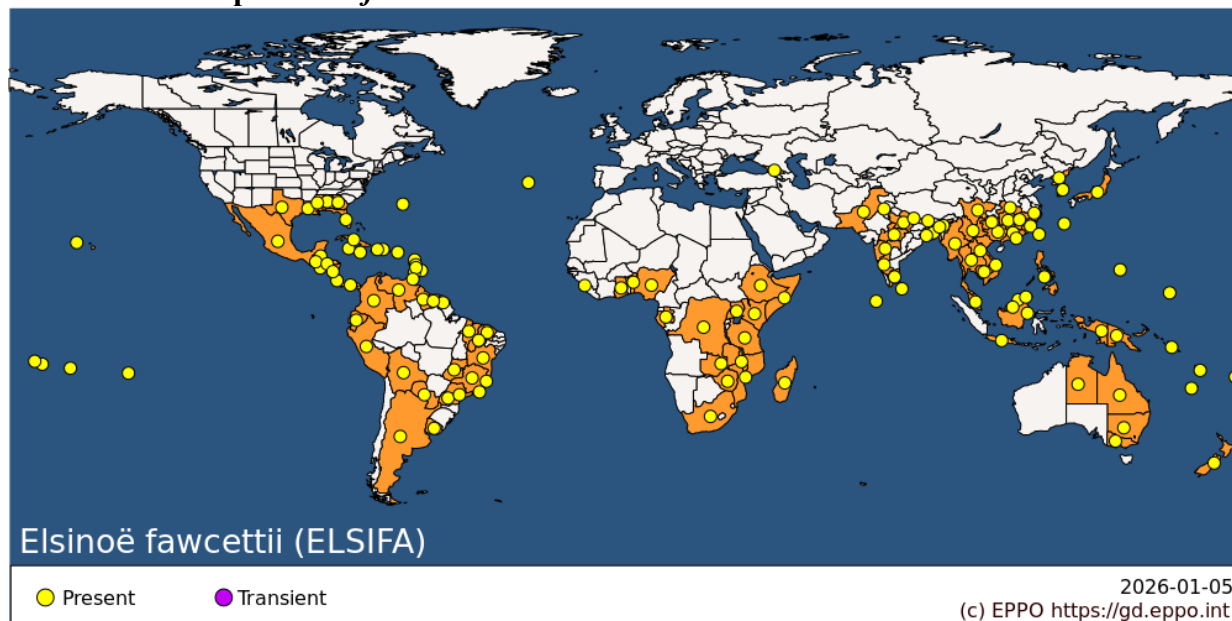 Elsinoë fawcettii (ELSIFA)
Present
Transient
2026-01-05
(c) EPPO https://gd.eppo.int